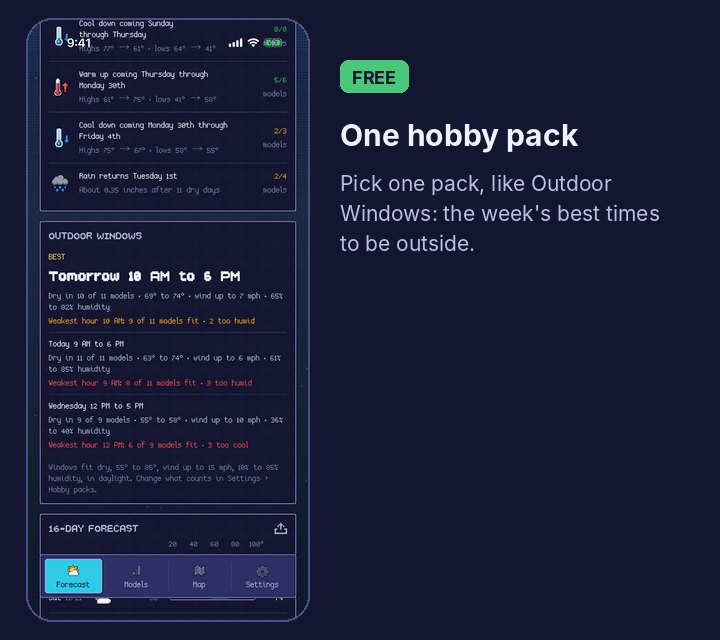 Cool down coming Sunday
through Thursday
8/8
9:41
Highs 77° → 61° · lows 64° → 41°
Warm up coming Thursday through
Monday 30th
5/6
models
Highs 61° → 75° · lows 41° → 58°
Cool down coming Monday 30th through
Friday 4th
2/3
models
Highs 75° → 67° · lows 58° → 55°
Rain returns Tuesday 1st
2/4
models
About 0.35 inches after 11 dry days
OUTDOOR WINDOWS
BEST
Tomorrow 10 AM to 6 PM
Dry in 10 of 11 models · 69° to 74° · wind up to 7 mph · 65%
to 82% humidity
Weakest hour 10 AM: 9 of 11 models fit · 2 too humid
Today 9 AM to 6 PM
Dry in 11 of 11 models · 63° to 74° · wind up to 6 mph · 61%
to 85% humidity
Weakest hour 9 AM: 8 of 11 models fit · 3 too humid
Wednesday 12 PM to 5 PM
Dry in 9 of 9 models · 55° to 58° · wind up to 10 mph · 36%
to 40% humidity
Weakest hour 12 PM: 6 of 9 models fit · 3 too cool
Windows fit dry, 55° to 85°, wind up to 15 mph, 10% to 85%
humidity, in daylight. Change what counts in Settings ›
Hobby packs.
16-DAY FORECAST
20 40 60 80 100°
Forecast
Models
Map
Settings
FREE
One hobby pack
Pick one pack, like Outdoor
Windows: the week's best times
to be outside.